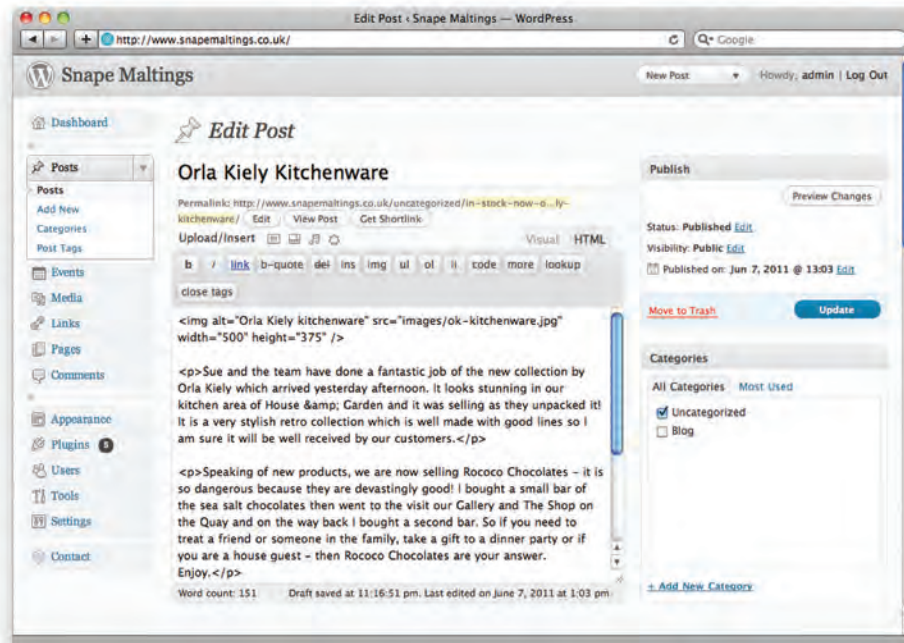 Edit Post ‹ Snape Maltings — WordPress
http://www.snapemaltings.co.uk/
Google
Snape Maltings
New Post
Howdy, admin | Log Out
Dashboard
Posts
Posts
Add New
Categories
Post Tags
Events
Media
Links
Pages
Comments
Appearance
Plugins 5
Users
Tools
Settings
Contact
Edit Post
Orla Kiely Kitchenware
Permalink: http://www.snapemaltings.co.uk/uncategorized/in-stock-now-o...ly-
kitchenware/ Edit View Post Get Shortlink
Upload/Insert
Visual HTML
b i link b-quote del ins img ul ol li code more lookup
close tags
<img alt="Orla Kiely kitchenware" src="images/ok-kitchenware.jpg"
width="500" height="375" />
<p>Sue and the team have done a fantastic job of the new collection by
Orla Kiely which arrived yesterday afternoon. It looks stunning in our
kitchen area of House &amp; Garden and it was selling as they unpacked it!
It is a very stylish retro collection which is well made with good lines so I
am sure it will be well received by our customers.</p>
<p>Speaking of new products, we are now selling Rococo Chocolates – it is
so dangerous because they are devastingly good! I bought a small bar of
the sea salt chocolates then went to the visit our Gallery and The Shop on
the Quay and on the way back I bought a second bar. So if you need to
treat a friend or someone in the family, take a gift to a dinner party or if
you are a house guest – then Rococo Chocolates are your answer.
Enjoy.</p>
Word count: 151
Draft saved at 11:16:51 pm. Last edited on June 7, 2011 at 1:03 pm
Publish
Preview Changes
Status: Published Edit
Visibility: Public Edit
Published on: Jun 7, 2011 @ 13:03 Edit
Move to Trash
Update
Categories
All Categories Most Used
Uncategorized
Blog
+ Add New Category